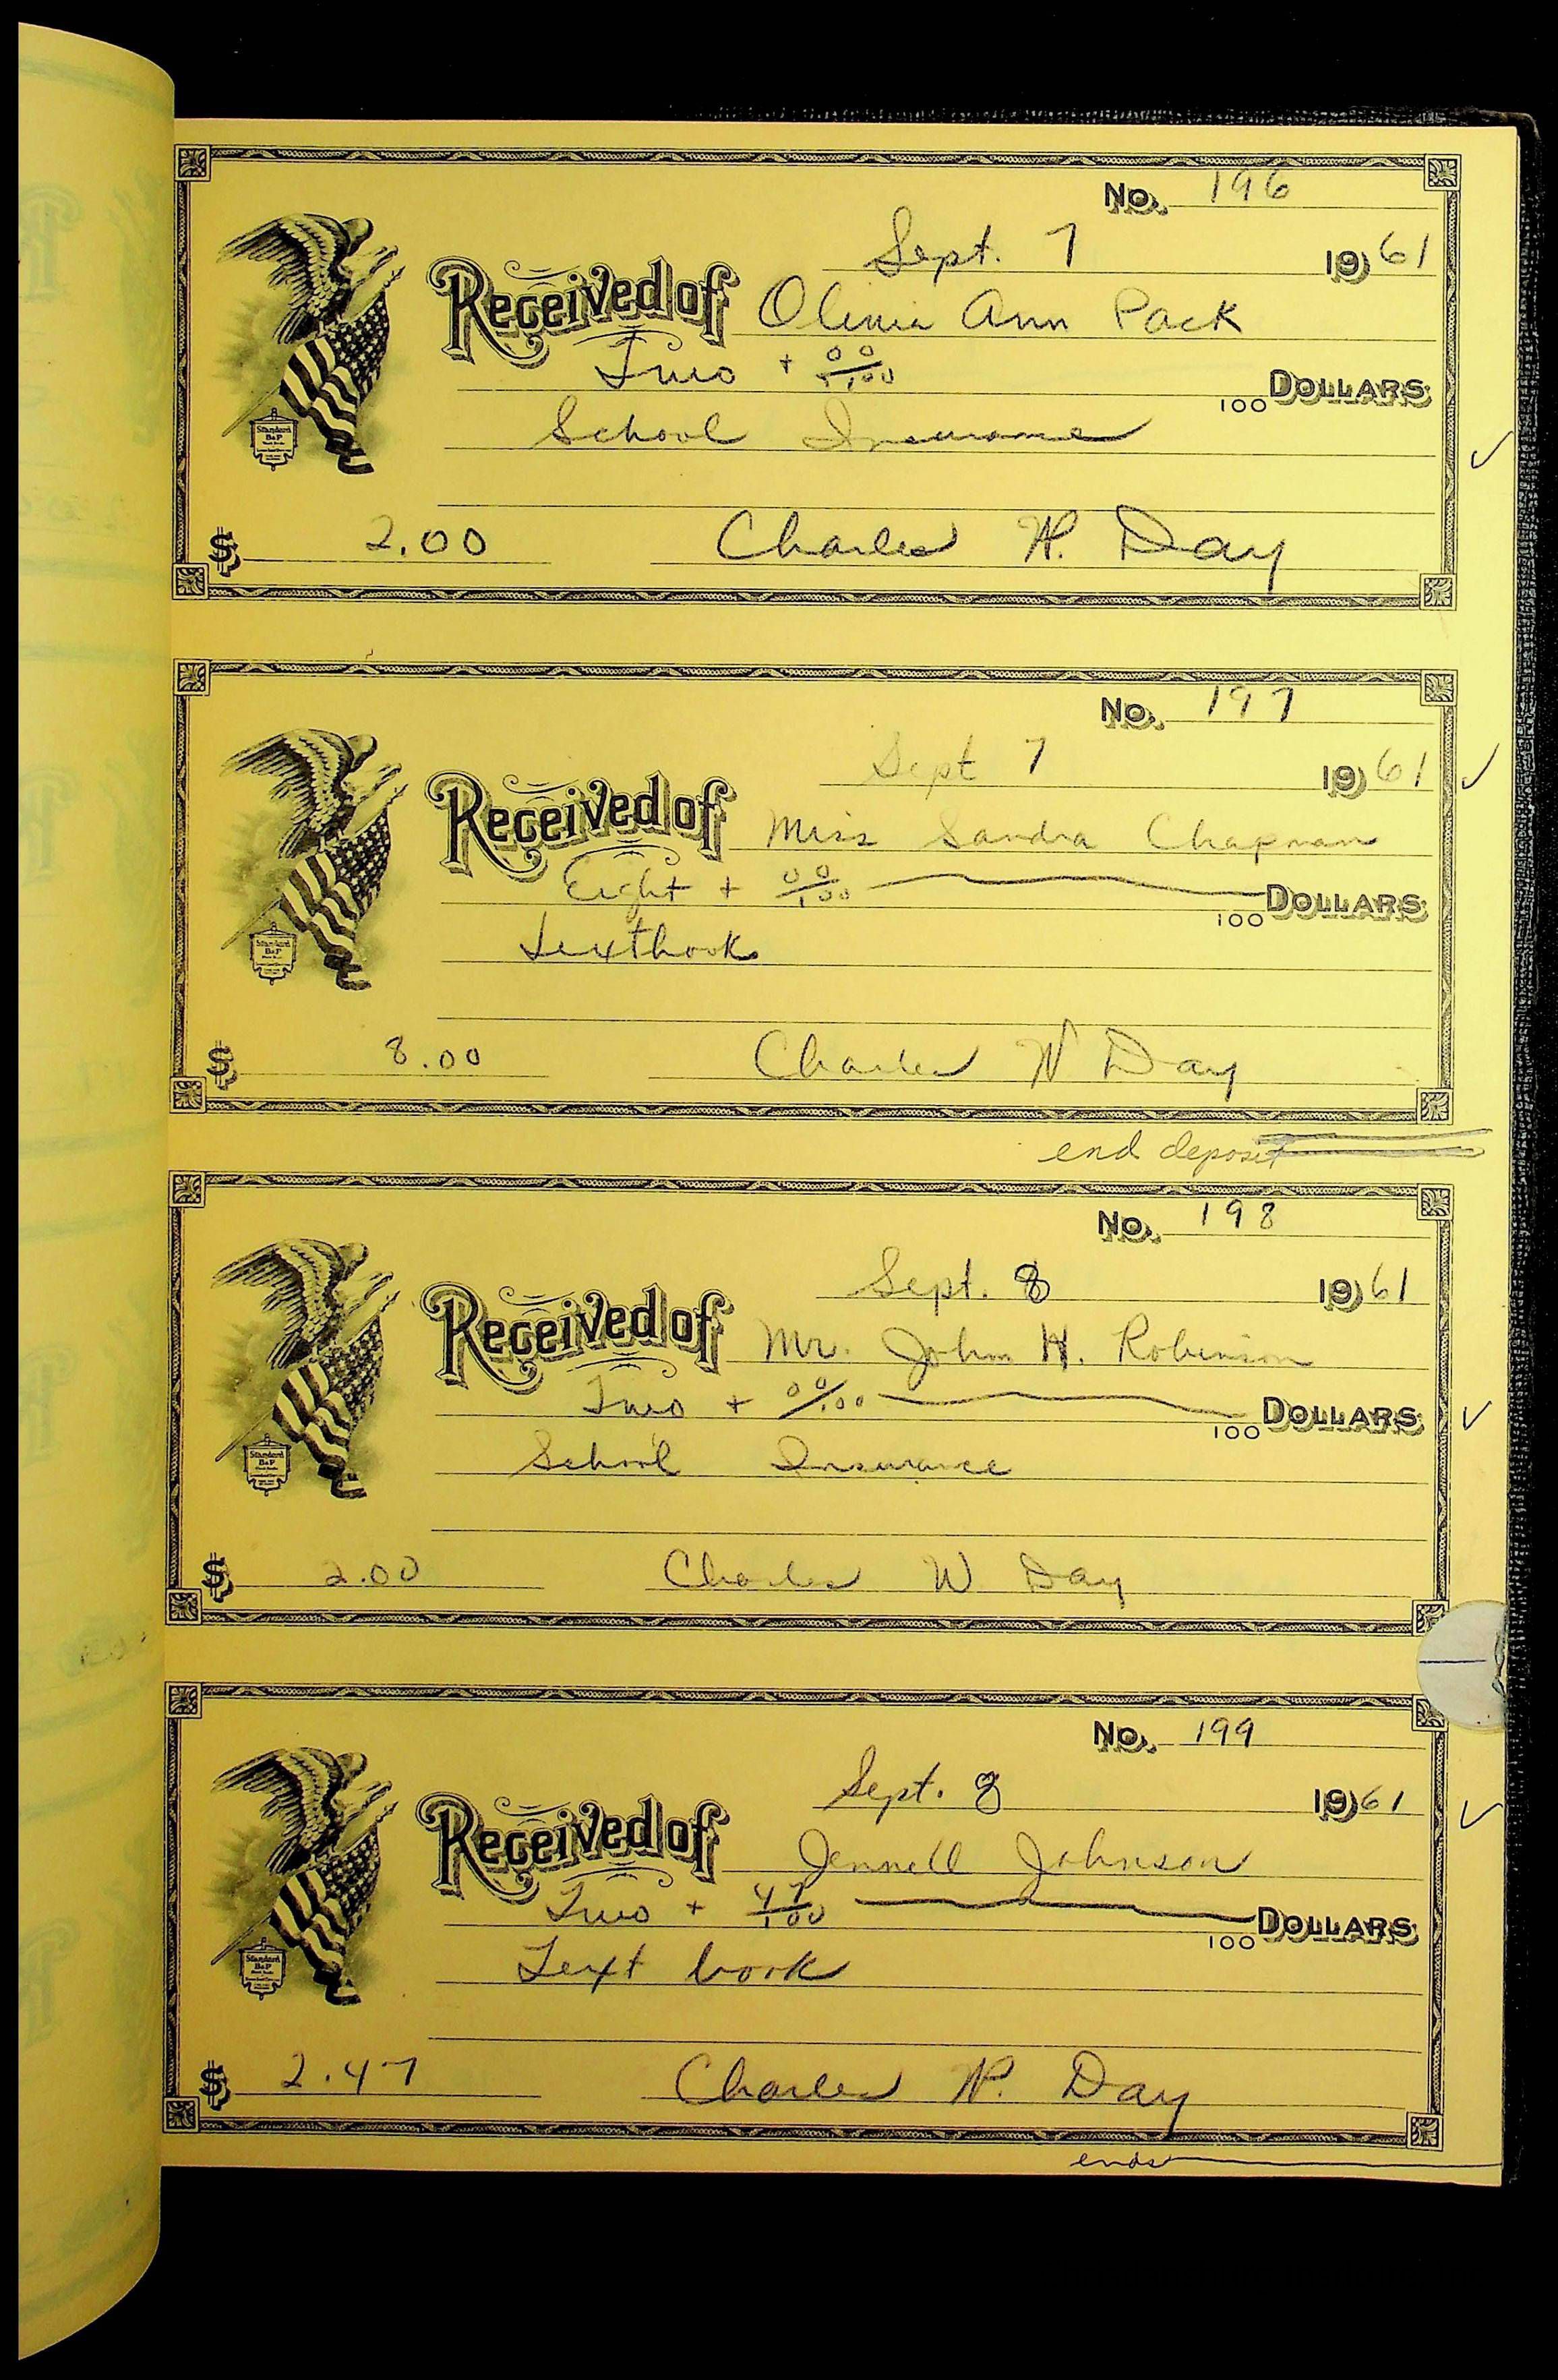 No. 196
Sept. 7 1961
Received of Olivia Ann Pack
Two + 00/100 100 DOLLARS
School Insurance
$ 2.00 Charles W. Day
No. 197
Sept 7 1961
Received of Miss Sandra Chapman
Eight + 00/100 100 DOLLARS
Textbooks
$ 8.00 Charles W Day
end deposit
No. 198
Sept. 8 1961
Received of Mr. John H. Robinson
Two + 00/100 100 DOLLARS
School Insurance
$ 2.00 Charles W Day
No. 199
Sept. 8 1961
Received of Jennell Johnson
Two + 47/100 100 DOLLARS
Text book
$ 2.47 Charles W. Day
ends